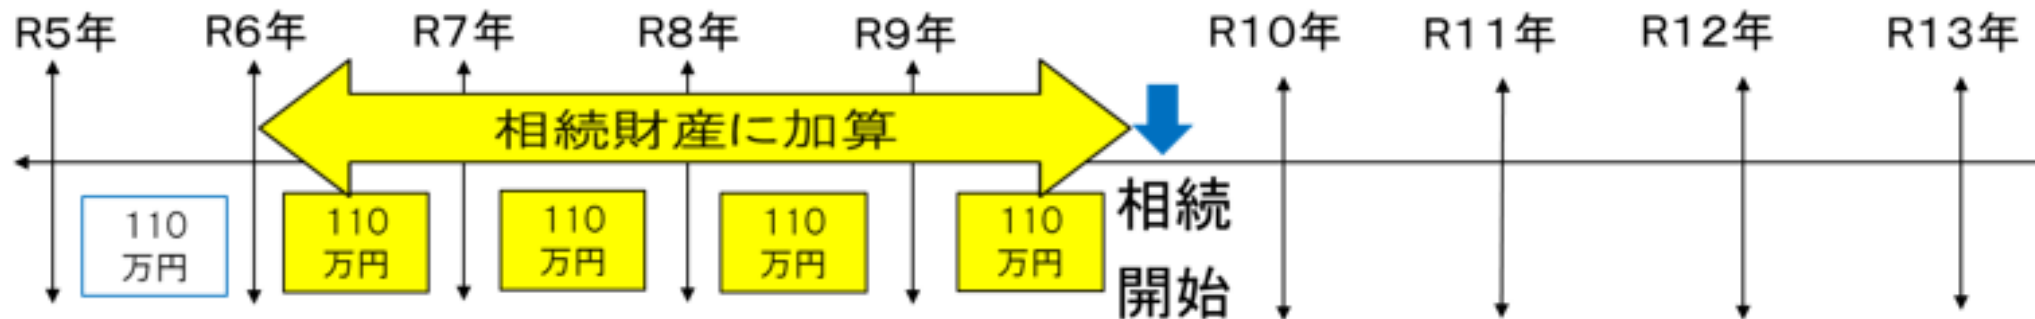 R5年
R6年
R7年
R8年
R9年
R10年
R11年
R12年
R13年
相続財産に加算
110
万円
110
万円
110
万円
110
万円
110
万円
相続
開始